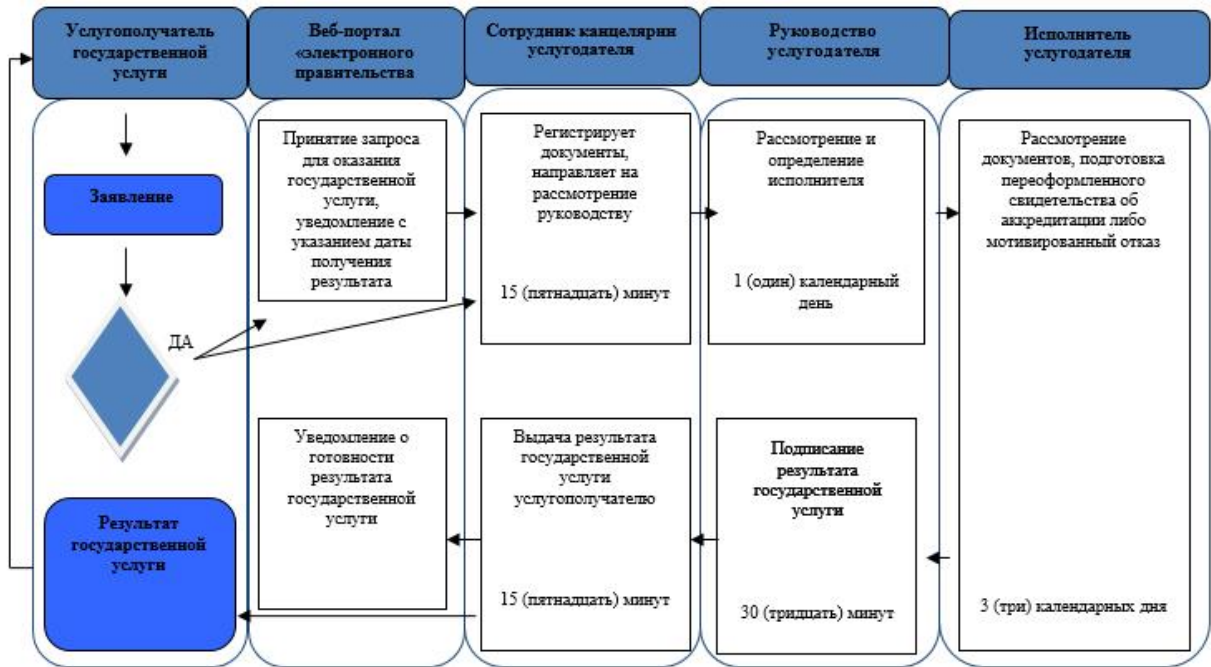 Услугополучатель
государственной
услуги
Веб-портал
«электронного
правительства
Сотрудник канцелярии
услугодателя
Руководство
услугодателя
Исполнитель
услугодателя
Заявление
ДА
Принятие запроса
для оказания
государственной
услуги,
уведомление с
указанием даты
получения
результата
Регистрирует
документы,
направляет на
рассмотрение
руководству
15 (пятнадцать) минут
Рассмотрение и
определение
исполнителя
1 (один) календарный
день
Рассмотрение
документов, подготовка
переоформленного
свидетельства об
аккредитации либо
мотивированный отказ
3 (три) календарных дня
Подписание
результата
государственной
услуги
30 (тридцать) минут
Выдача результата
государственной
услуги
услугополучателю
15 (пятнадцать) минут
Уведомление о
готовности
результата
государственной
услуги
Результат
государственной
услуги